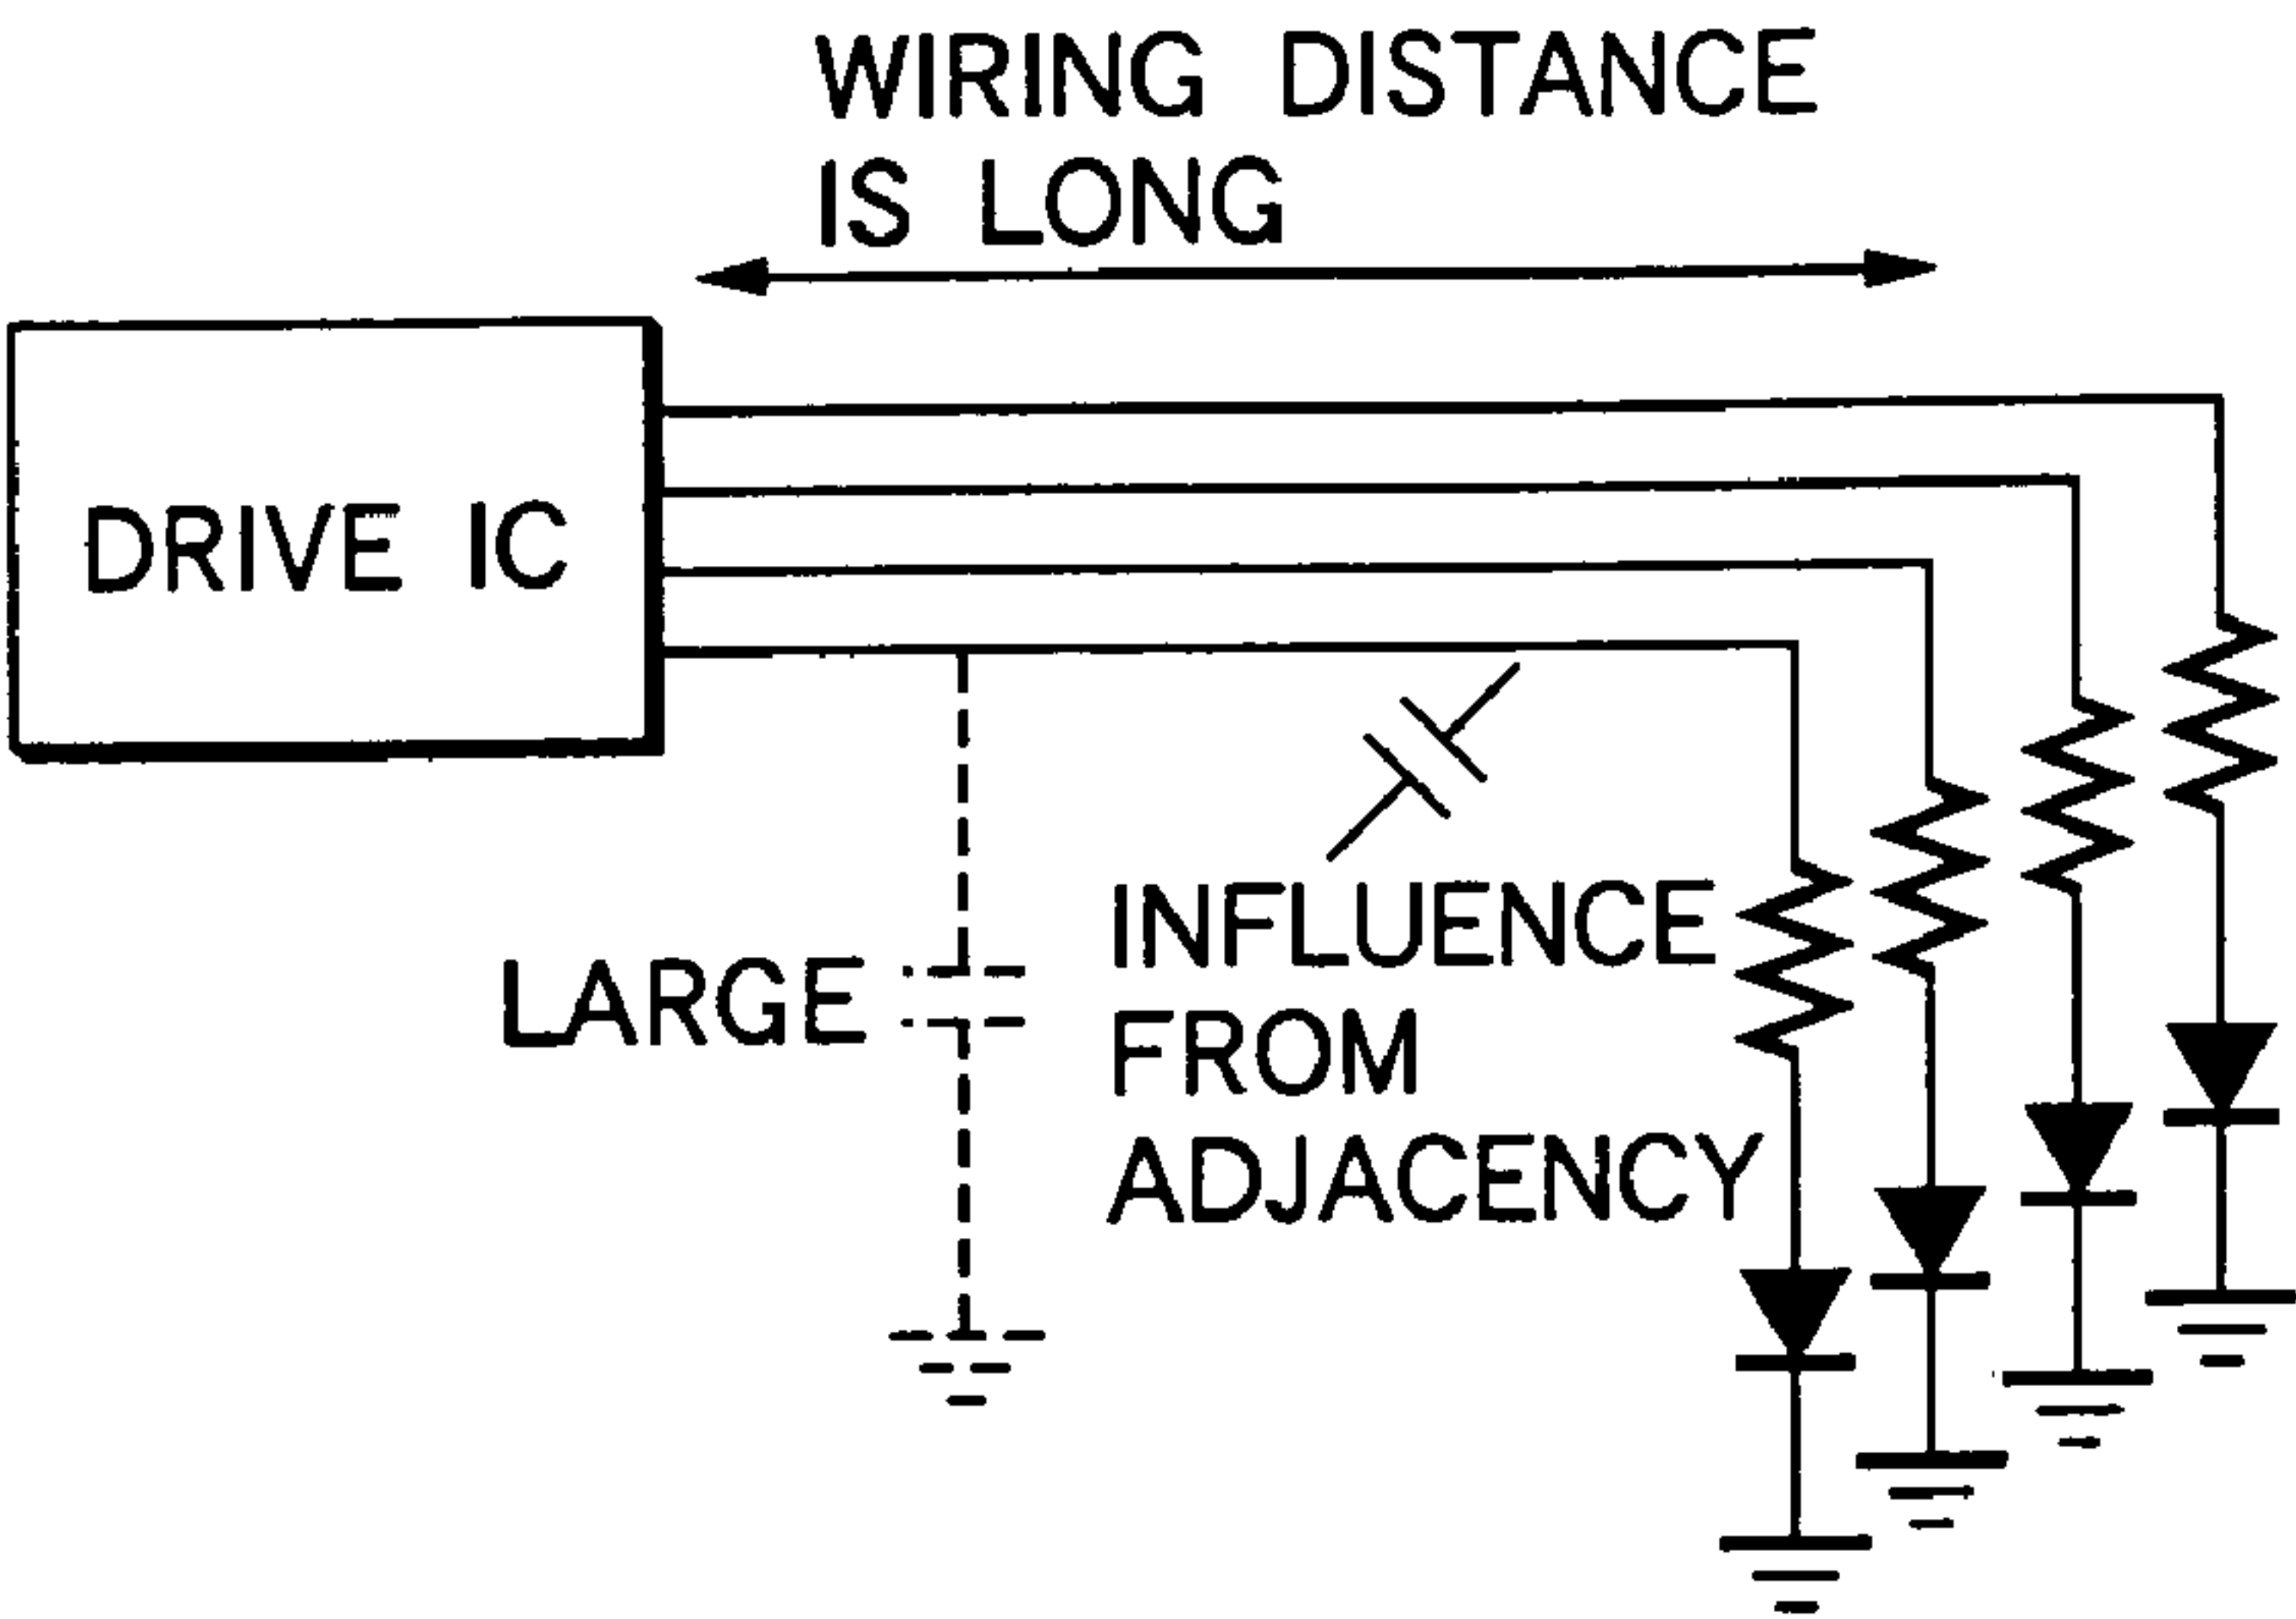 WIRING DISTANCE
IS LONG
DRIVE IC
LARGE
INFLUENCE
FROM
ADJACENCY